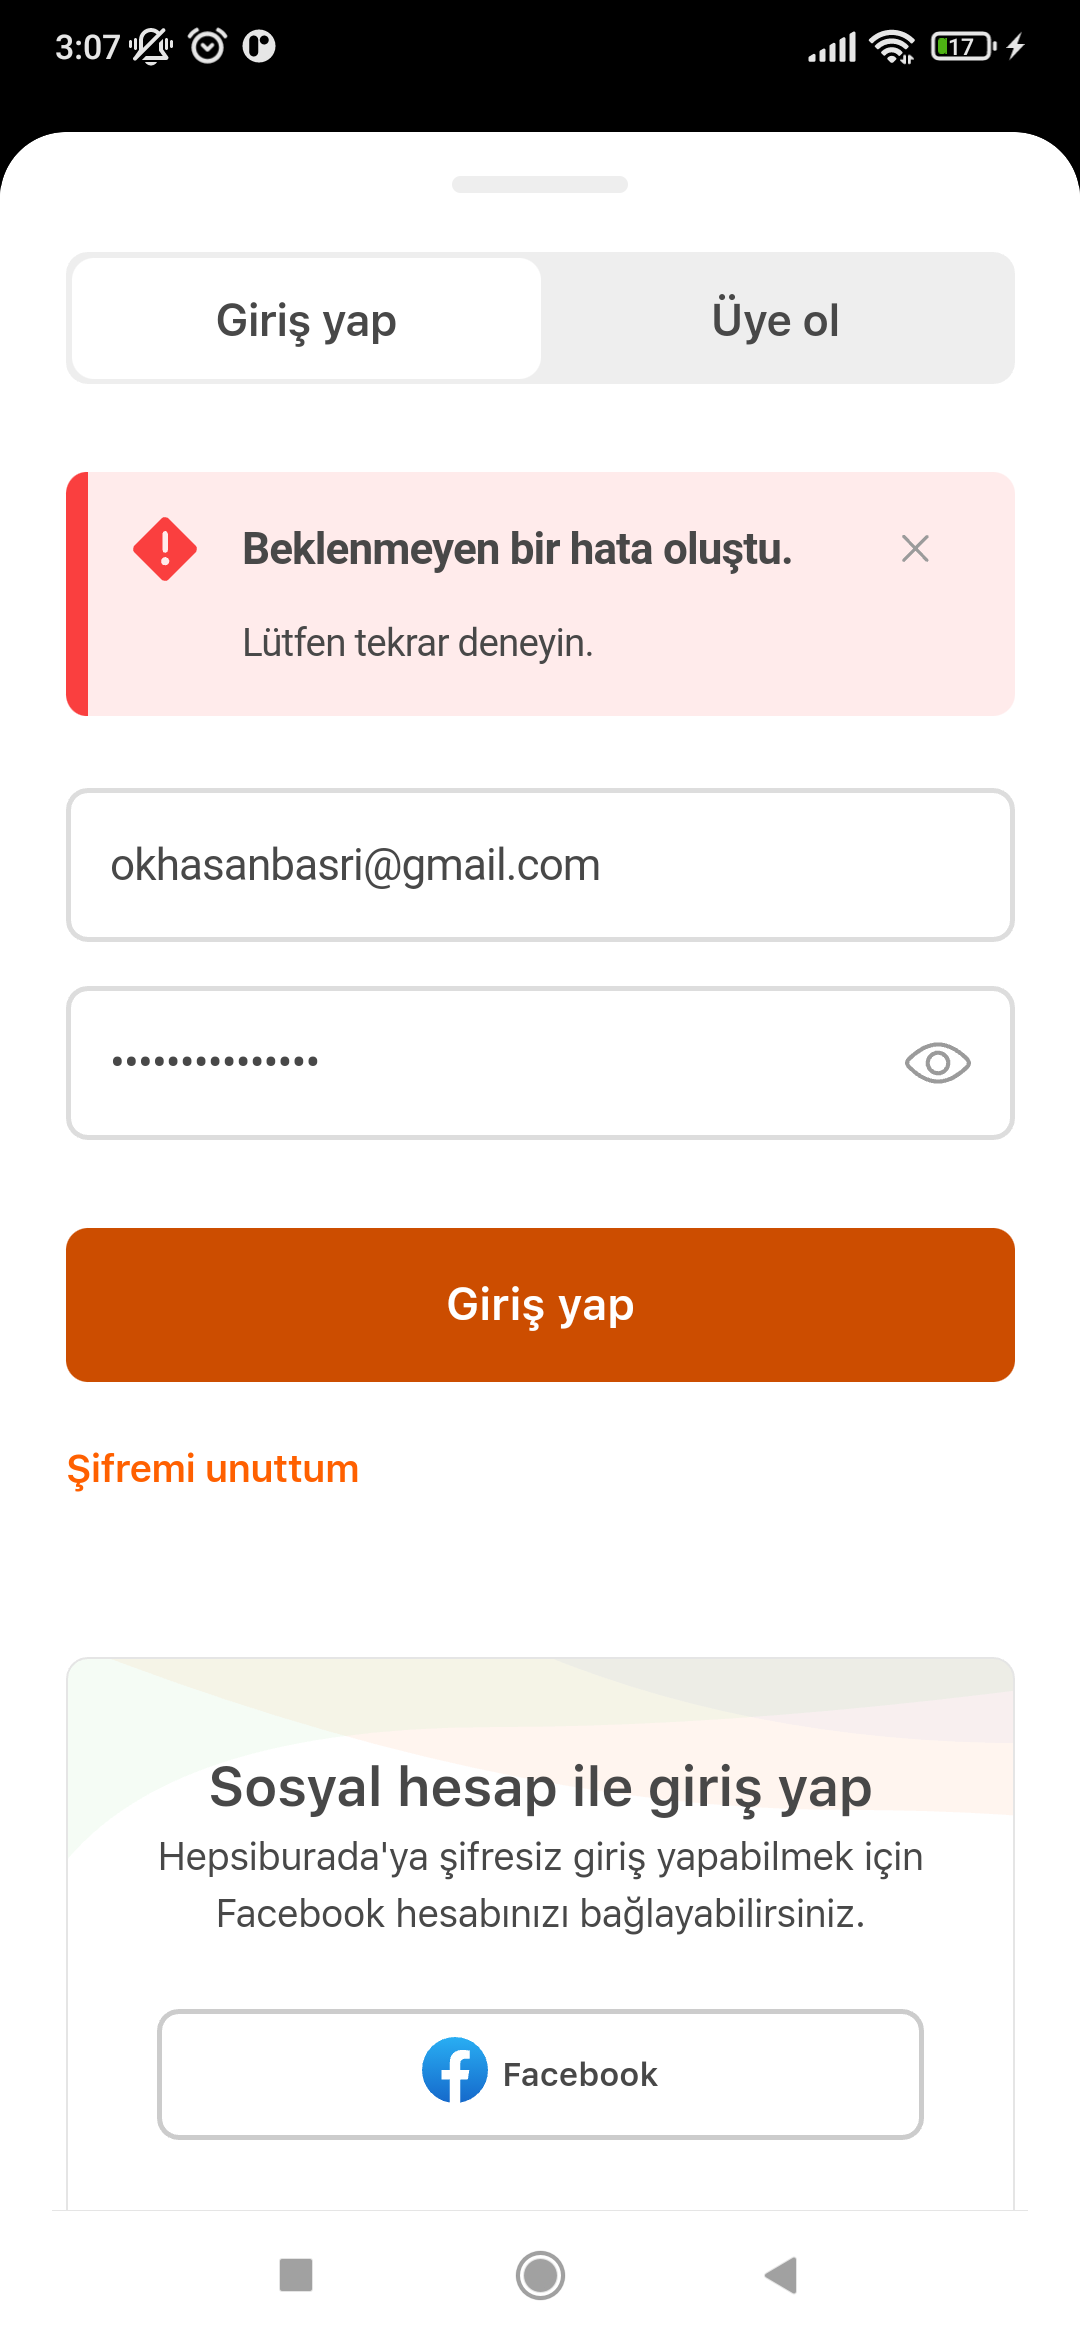 3:07
17
Giriş yap
Üye ol
Beklenmeyen bir hata oluştu.
Lütfen tekrar deneyin.
okhasanbasri@gmail.com
•••••••••••••••
Giriş yap
Şifremi unuttum
Sosyal hesap ile giriş yap
Hepsiburada'ya şifresiz giriş yapabilmek için
Facebook hesabınızı bağlayabilirsiniz.
Facebook